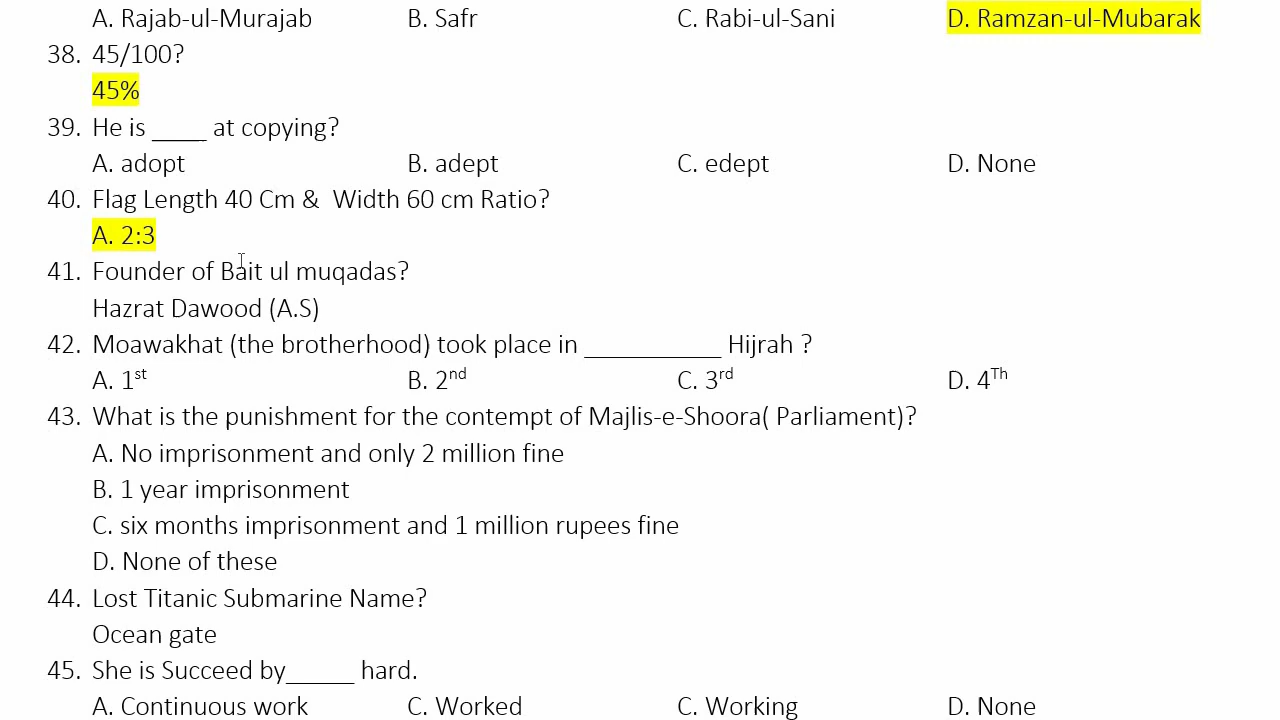 A. Rajab-ul-Murajab B. Safr C. Rabi-ul-Sani D. Ramzan-ul-Mubarak
38. 45/100?
45%
39. He is ____ at copying?
A. adopt B. adept C. edept D. None
40. Flag Length 40 Cm & Width 60 cm Ratio?
A. 2:3
41. Founder of Bait ul muqadas?
Hazrat Dawood (A.S)
42. Moawakhat (the brotherhood) took place in __________ Hijrah ?
A. 1st B. 2nd C. 3rd D. 4Th
43. What is the punishment for the contempt of Majlis-e-Shoora( Parliament)?
A. No imprisonment and only 2 million fine
B. 1 year imprisonment
C. six months imprisonment and 1 million rupees fine
D. None of these
44. Lost Titanic Submarine Name?
Ocean gate
45. She is Succeed by_____ hard.
A. Continuous work C. Worked C. Working D. None